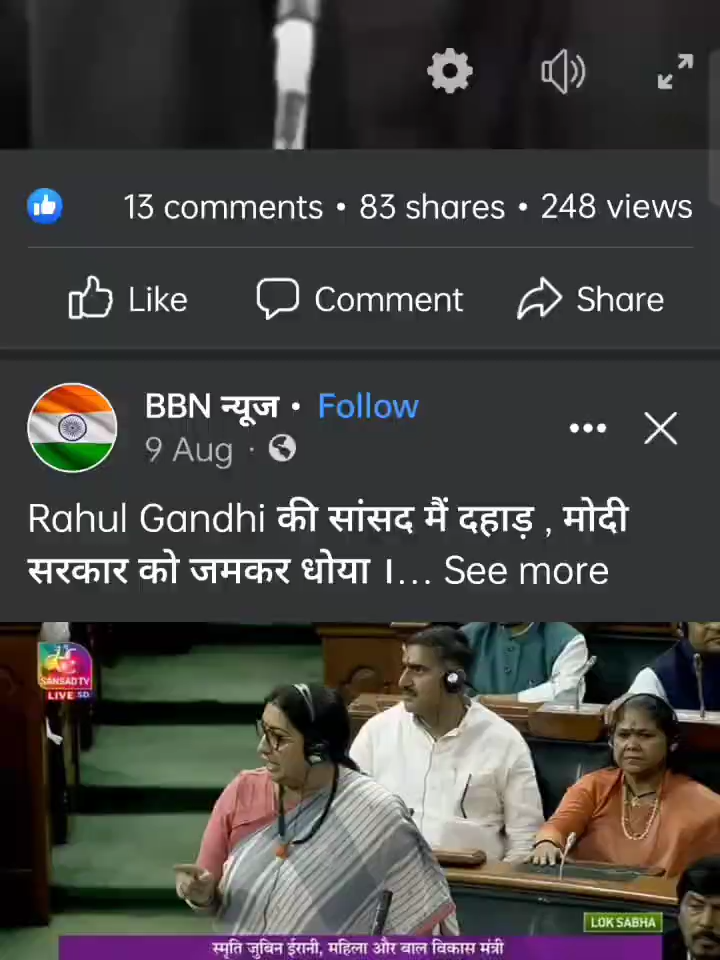 13 comments • 83 shares • 248 views
Like Comment Share
BBN न्यूज • Follow
9 Aug ·
Rahul Gandhi की सांसद मैं दहाड़ , मोदी
सरकार को जमकर धोया ।... See more
SANSAD TV
LIVE SD
LOK SABHA
स्मृति जुबिन ईरानी, महिला और बाल विकास मंत्री